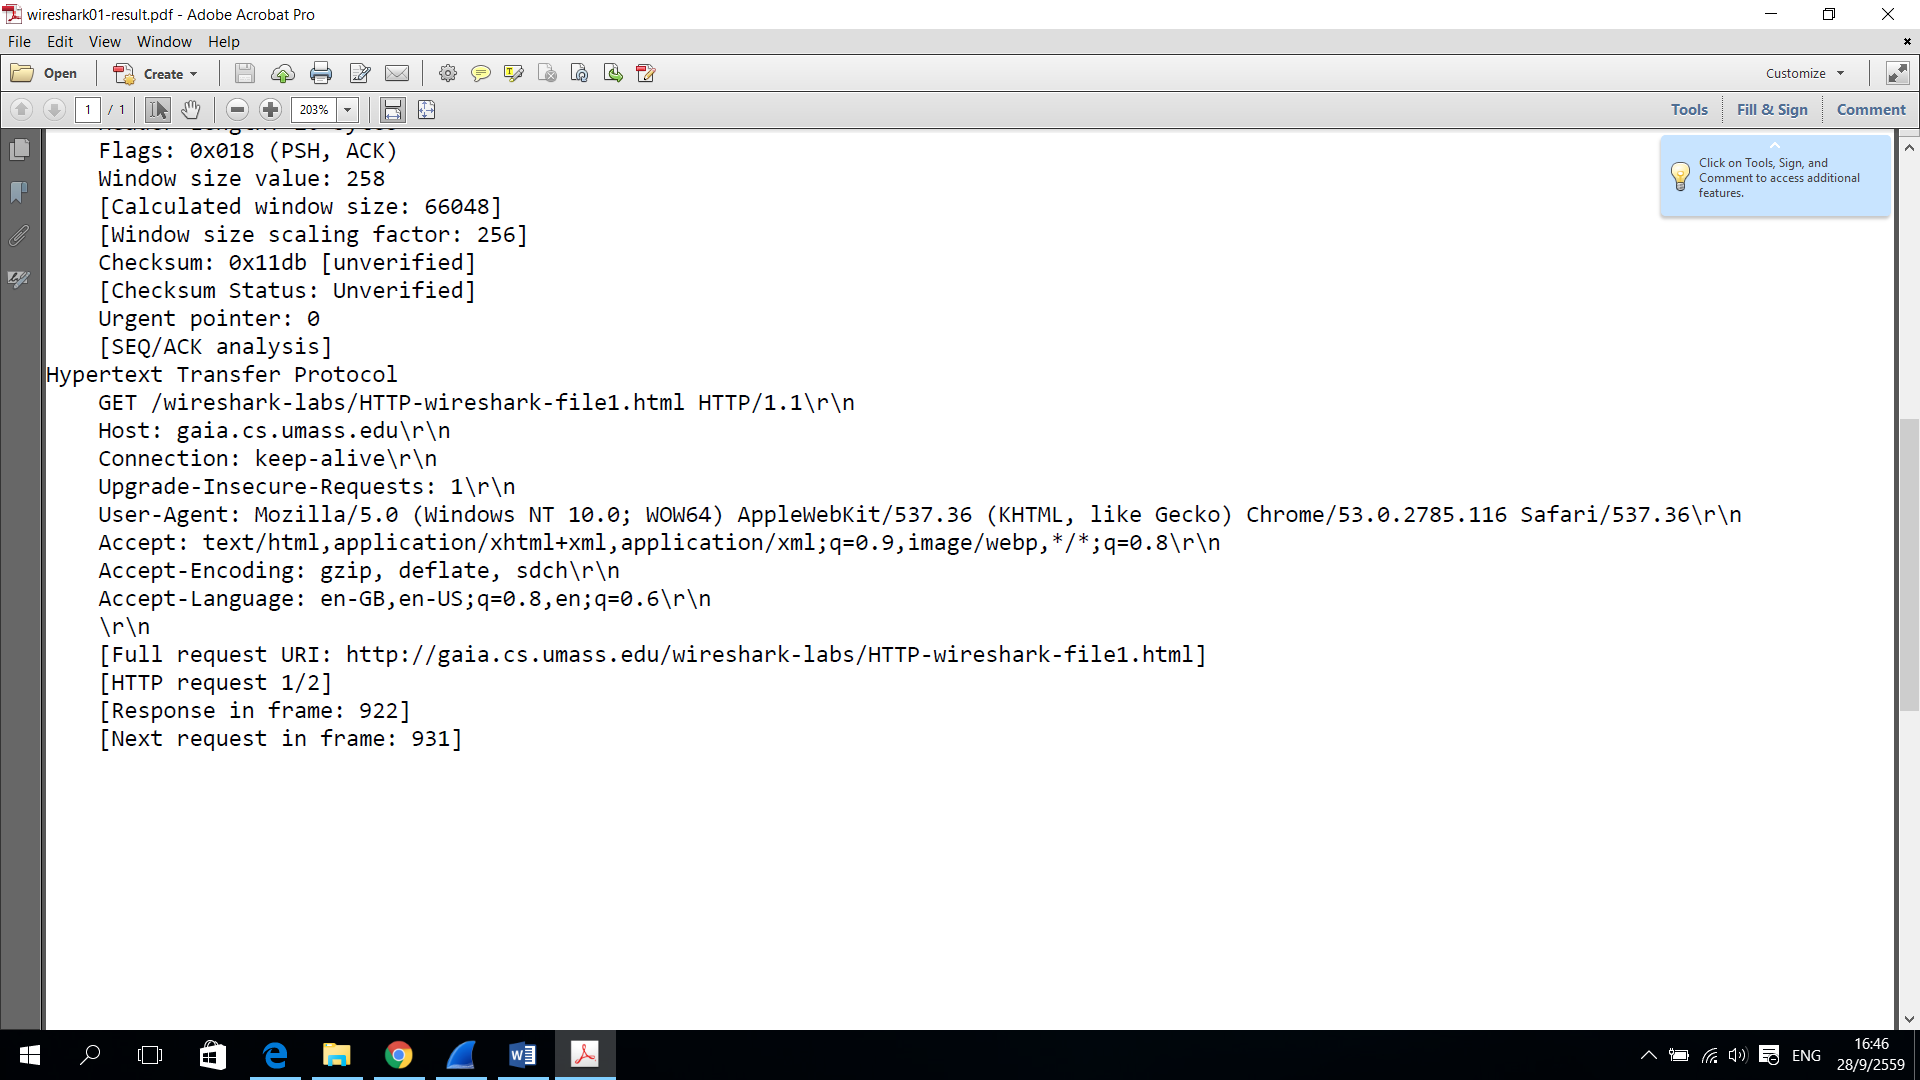 wireshark01-result.pdf - Adobe Acrobat Pro
File Edit View Window Help
Open Create Customize
1 / 1 203% Tools Fill & Sign Comment
Flags: 0x018 (PSH, ACK)
Window size value: 258
[Calculated window size: 66048]
[Window size scaling factor: 256]
Checksum: 0x11db [unverified]
[Checksum Status: Unverified]
Urgent pointer: 0
[SEQ/ACK analysis]
Hypertext Transfer Protocol
GET /wireshark-labs/HTTP-wireshark-file1.html HTTP/1.1\r\n
Host: gaia.cs.umass.edu\r\n
Connection: keep-alive\r\n
Upgrade-Insecure-Requests: 1\r\n
User-Agent: Mozilla/5.0 (Windows NT 10.0; WOW64) AppleWebKit/537.36 (KHTML, like Gecko) Chrome/53.0.2785.116 Safari/537.36\r\n
Accept: text/html,application/xhtml+xml,application/xml;q=0.9,image/webp,*/*;q=0.8\r\n
Accept-Encoding: gzip, deflate, sdch\r\n
Accept-Language: en-GB,en-US;q=0.8,en;q=0.6\r\n
\r\n
[Full request URI: http://gaia.cs.umass.edu/wireshark-labs/HTTP-wireshark-file1.html]
[HTTP request 1/2]
[Response in frame: 922]
[Next request in frame: 931]
Click on Tools, Sign, and
Comment to access additional
features.
ENG
16:46
28/9/2559